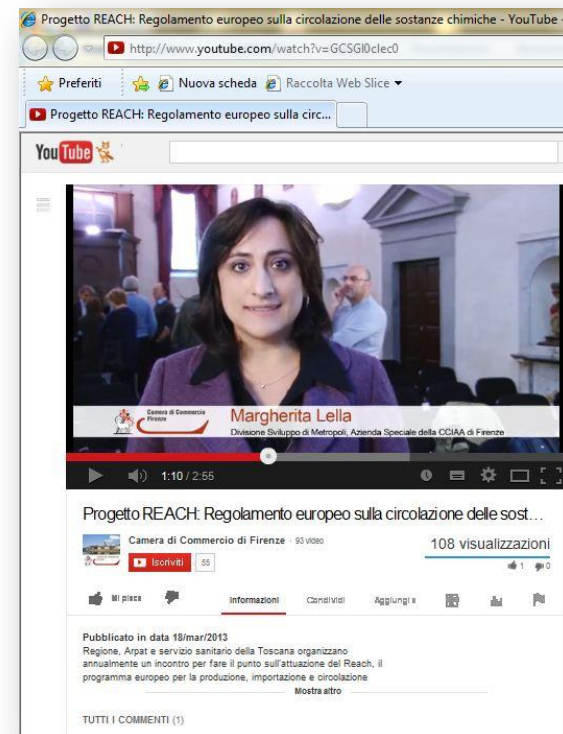 Progetto REACH: Regolamento europeo sulla circolazione delle sostanze chimiche - YouTube -
http://www.youtube.com/watch?v=GCSGl0clec0
Preferiti Nuova scheda Raccolta Web Slice
Progetto REACH: Regolamento europeo sulla circ...
YouTube
Camera di Commercio
Firenze
Margherita Lella
Divisione Sviluppo di Metropoli, Azienda Speciale della CCIAA di Firenze
1:10 / 2:55
Progetto REACH: Regolamento europeo sulla circolazione delle sost...
Camera di Commercio di Firenze · 93 video
Iscriviti 55
108 visualizzazioni
1 0
Mi piace Informazioni Condividi Aggiungi a
Pubblicato in data 18/mar/2013
Regione, Arpat e servizio sanitario della Toscana organizzano
annualmente un incontro per fare il punto sull'attuazione del Reach, il
programma europeo per la produzione, importazione e circolazione
Mostra altro
TUTTI I COMMENTI (1)